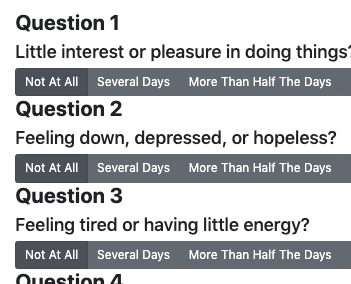 Question 1
Little interest or pleasure in doing things?
Not At All Several Days More Than Half The Days
Question 2
Feeling down, depressed, or hopeless?
Not At All Several Days More Than Half The Days
Question 3
Feeling tired or having little energy?
Not At All Several Days More Than Half The Days
Question 4